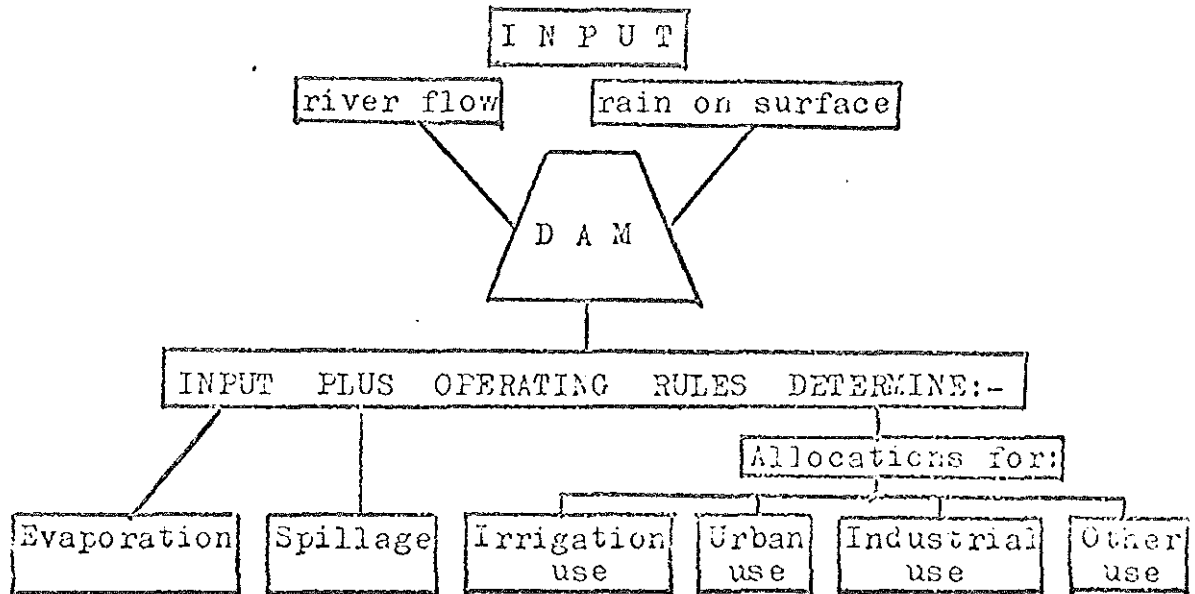 I N P U T
river flow
rain on surface
D A M
INPUT PLUS OPERATING RULES DETERMINE:-
Allocations for:
Evaporation
Spillage
Irrigation
use
Urban
use
Industrial
use
Other
use